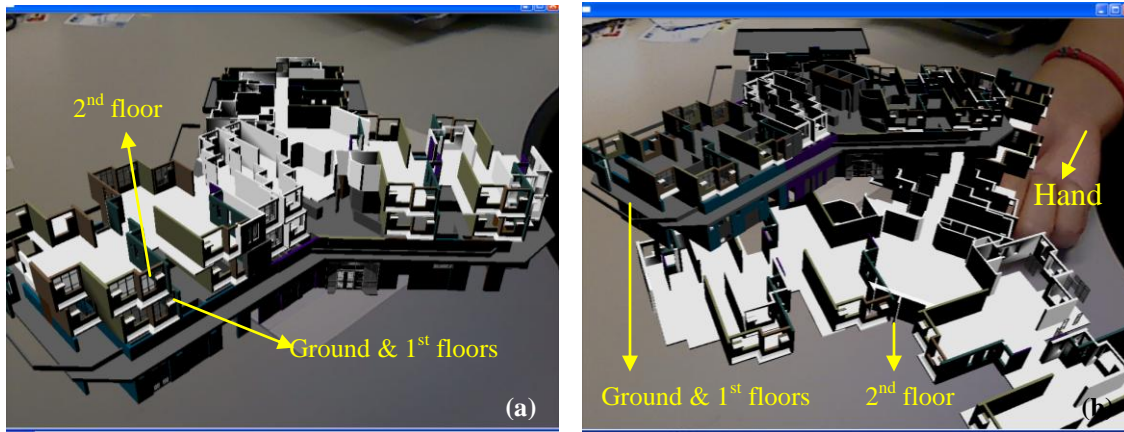 2nd floor
Ground & 1st floors
(a)
Hand
Ground & 1st floors
2nd floor
(b)